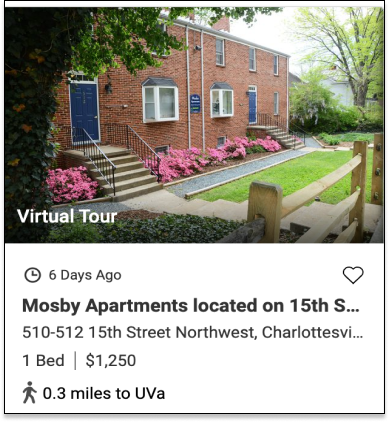 Virtual Tour
6 Days Ago
Mosby Apartments located on 15th S...
510-512 15th Street Northwest, Charlottesvi...
1 Bed | $1,250
0.3 miles to UVa